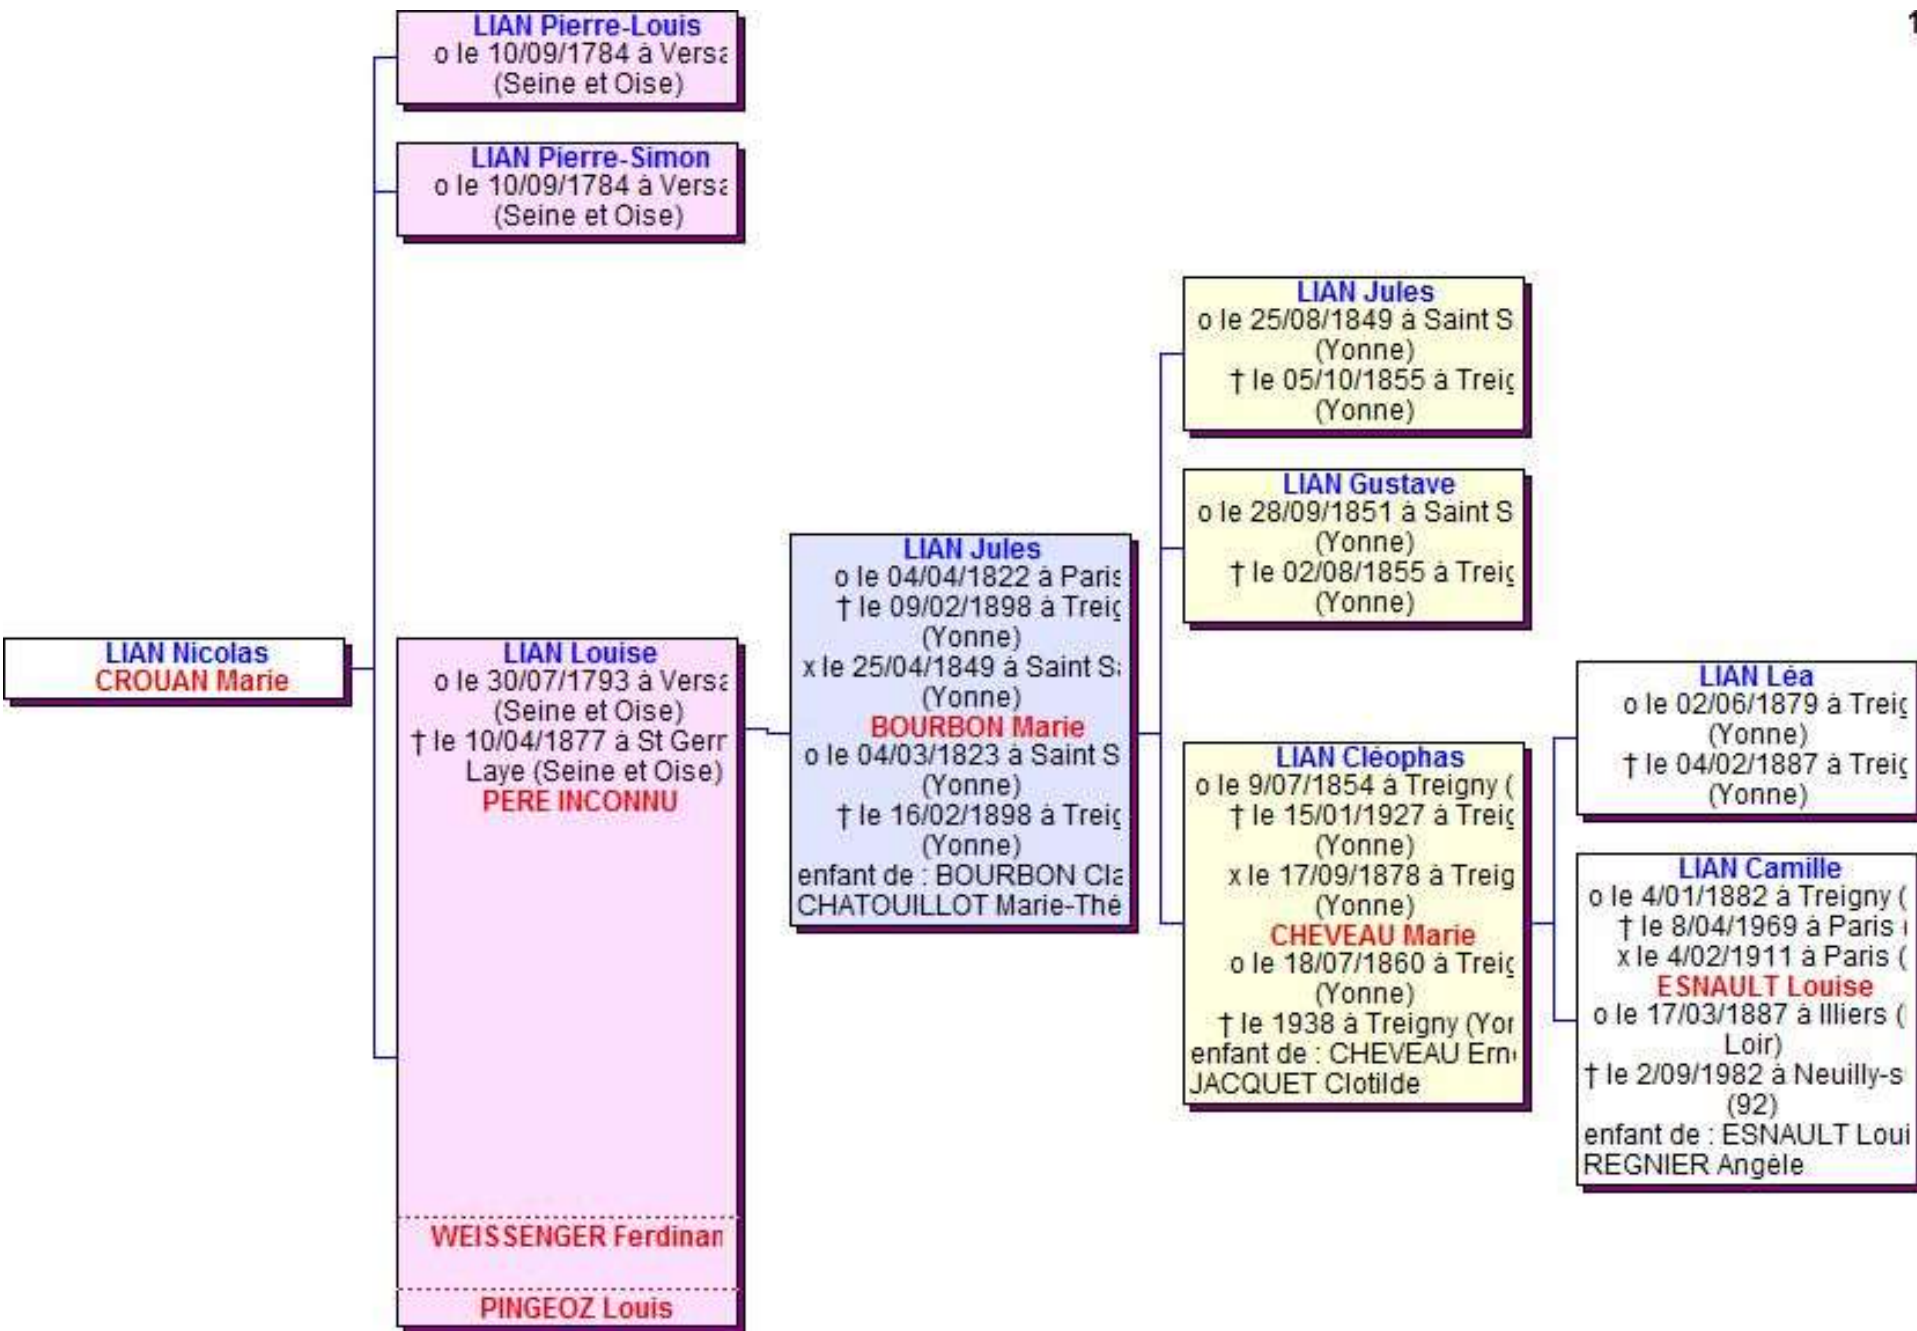 1
LIAN Pierre-Louis
o le 10/09/1784 à Versa
(Seine et Oise)
LIAN Pierre-Simon
o le 10/09/1784 à Versa
(Seine et Oise)
LIAN Nicolas
CROUAN Marie
LIAN Louise
o le 30/07/1793 à Versa
(Seine et Oise)
† le 10/04/1877 à St Gerr
Laye (Seine et Oise)
PERE INCONNU
WEISSENGER Ferdinan
PINGEOZ Louis
LIAN Jules
o le 04/04/1822 à Paris
† le 09/02/1898 à Treig
(Yonne)
x le 25/04/1849 à Saint Sa
(Yonne)
BOURBON Marie
o le 04/03/1823 à Saint S
(Yonne)
† le 16/02/1898 à Treig
(Yonne)
enfant de : BOURBON Cla
CHATOUILLOT Marie-Thé
LIAN Jules
o le 25/08/1849 à Saint S
(Yonne)
† le 05/10/1855 à Treig
(Yonne)
LIAN Gustave
o le 28/09/1851 à Saint S
(Yonne)
† le 02/08/1855 à Treig
(Yonne)
LIAN Cléophas
o le 9/07/1854 à Treigny (
† le 15/01/1927 à Treig
(Yonne)
x le 17/09/1878 à Treig
(Yonne)
CHEVEAU Marie
o le 18/07/1860 à Treig
(Yonne)
† le 1938 à Treigny (Yor
enfant de : CHEVEAU Ern
JACQUET Clotilde
LIAN Léa
o le 02/06/1879 à Treig
(Yonne)
† le 04/02/1887 à Treig
(Yonne)
LIAN Camille
o le 4/01/1882 à Treigny (
† le 8/04/1969 à Paris
x le 4/02/1911 à Paris (
ESNAULT Louise
o le 17/03/1887 à Illiers (
Loir)
† le 2/09/1982 à Neuilly-s
(92)
enfant de : ESNAULT Loui
REGNIER Angèle